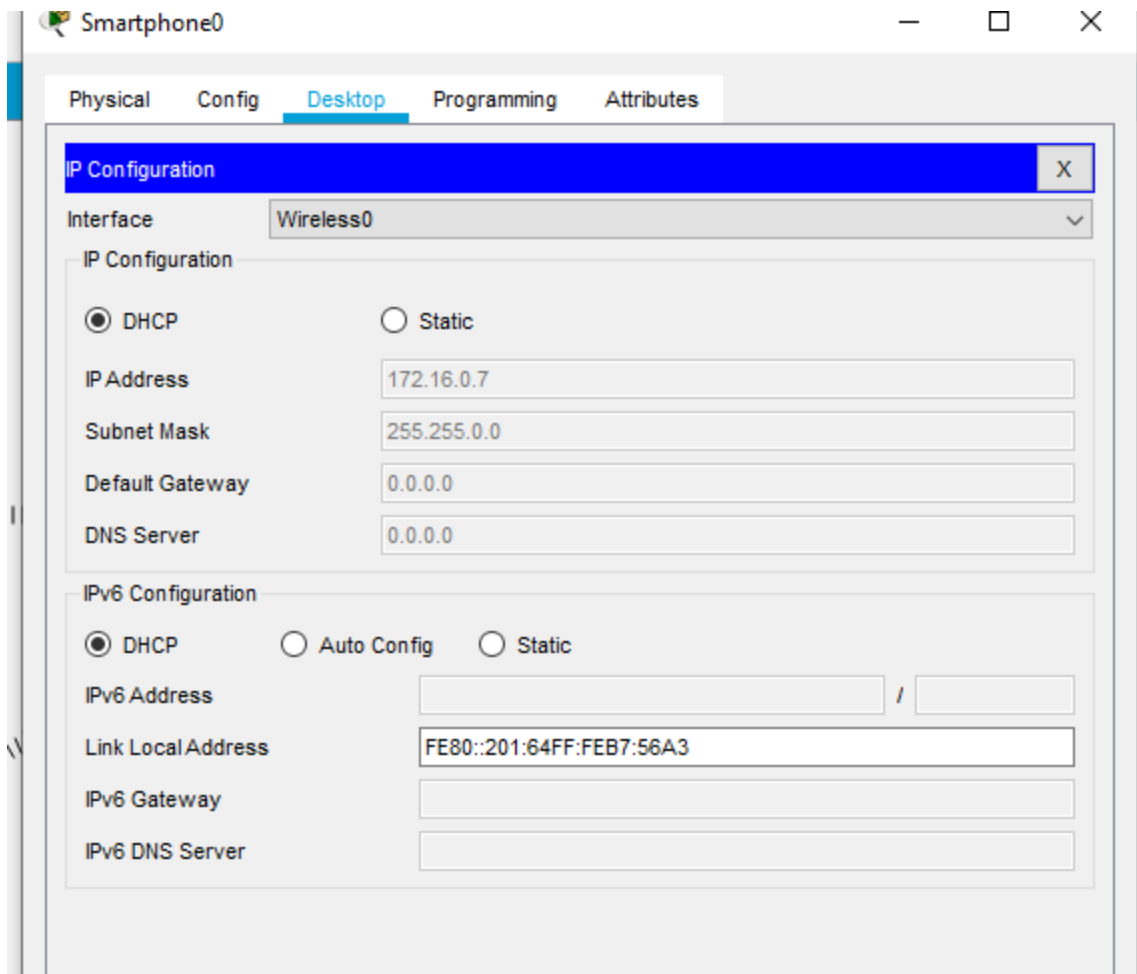 Smartphone0
Physical Config Desktop Programming Attributes
IP Configuration X
Interface Wireless0
IP Configuration
DHCP Static
IP Address 172.16.0.7
Subnet Mask 255.255.0.0
Default Gateway 0.0.0.0
DNS Server 0.0.0.0
IPv6 Configuration
DHCP Auto Config Static
IPv6 Address /
Link Local Address FE80::201:64FF:FEB7:56A3
IPv6 Gateway
IPv6 DNS Server